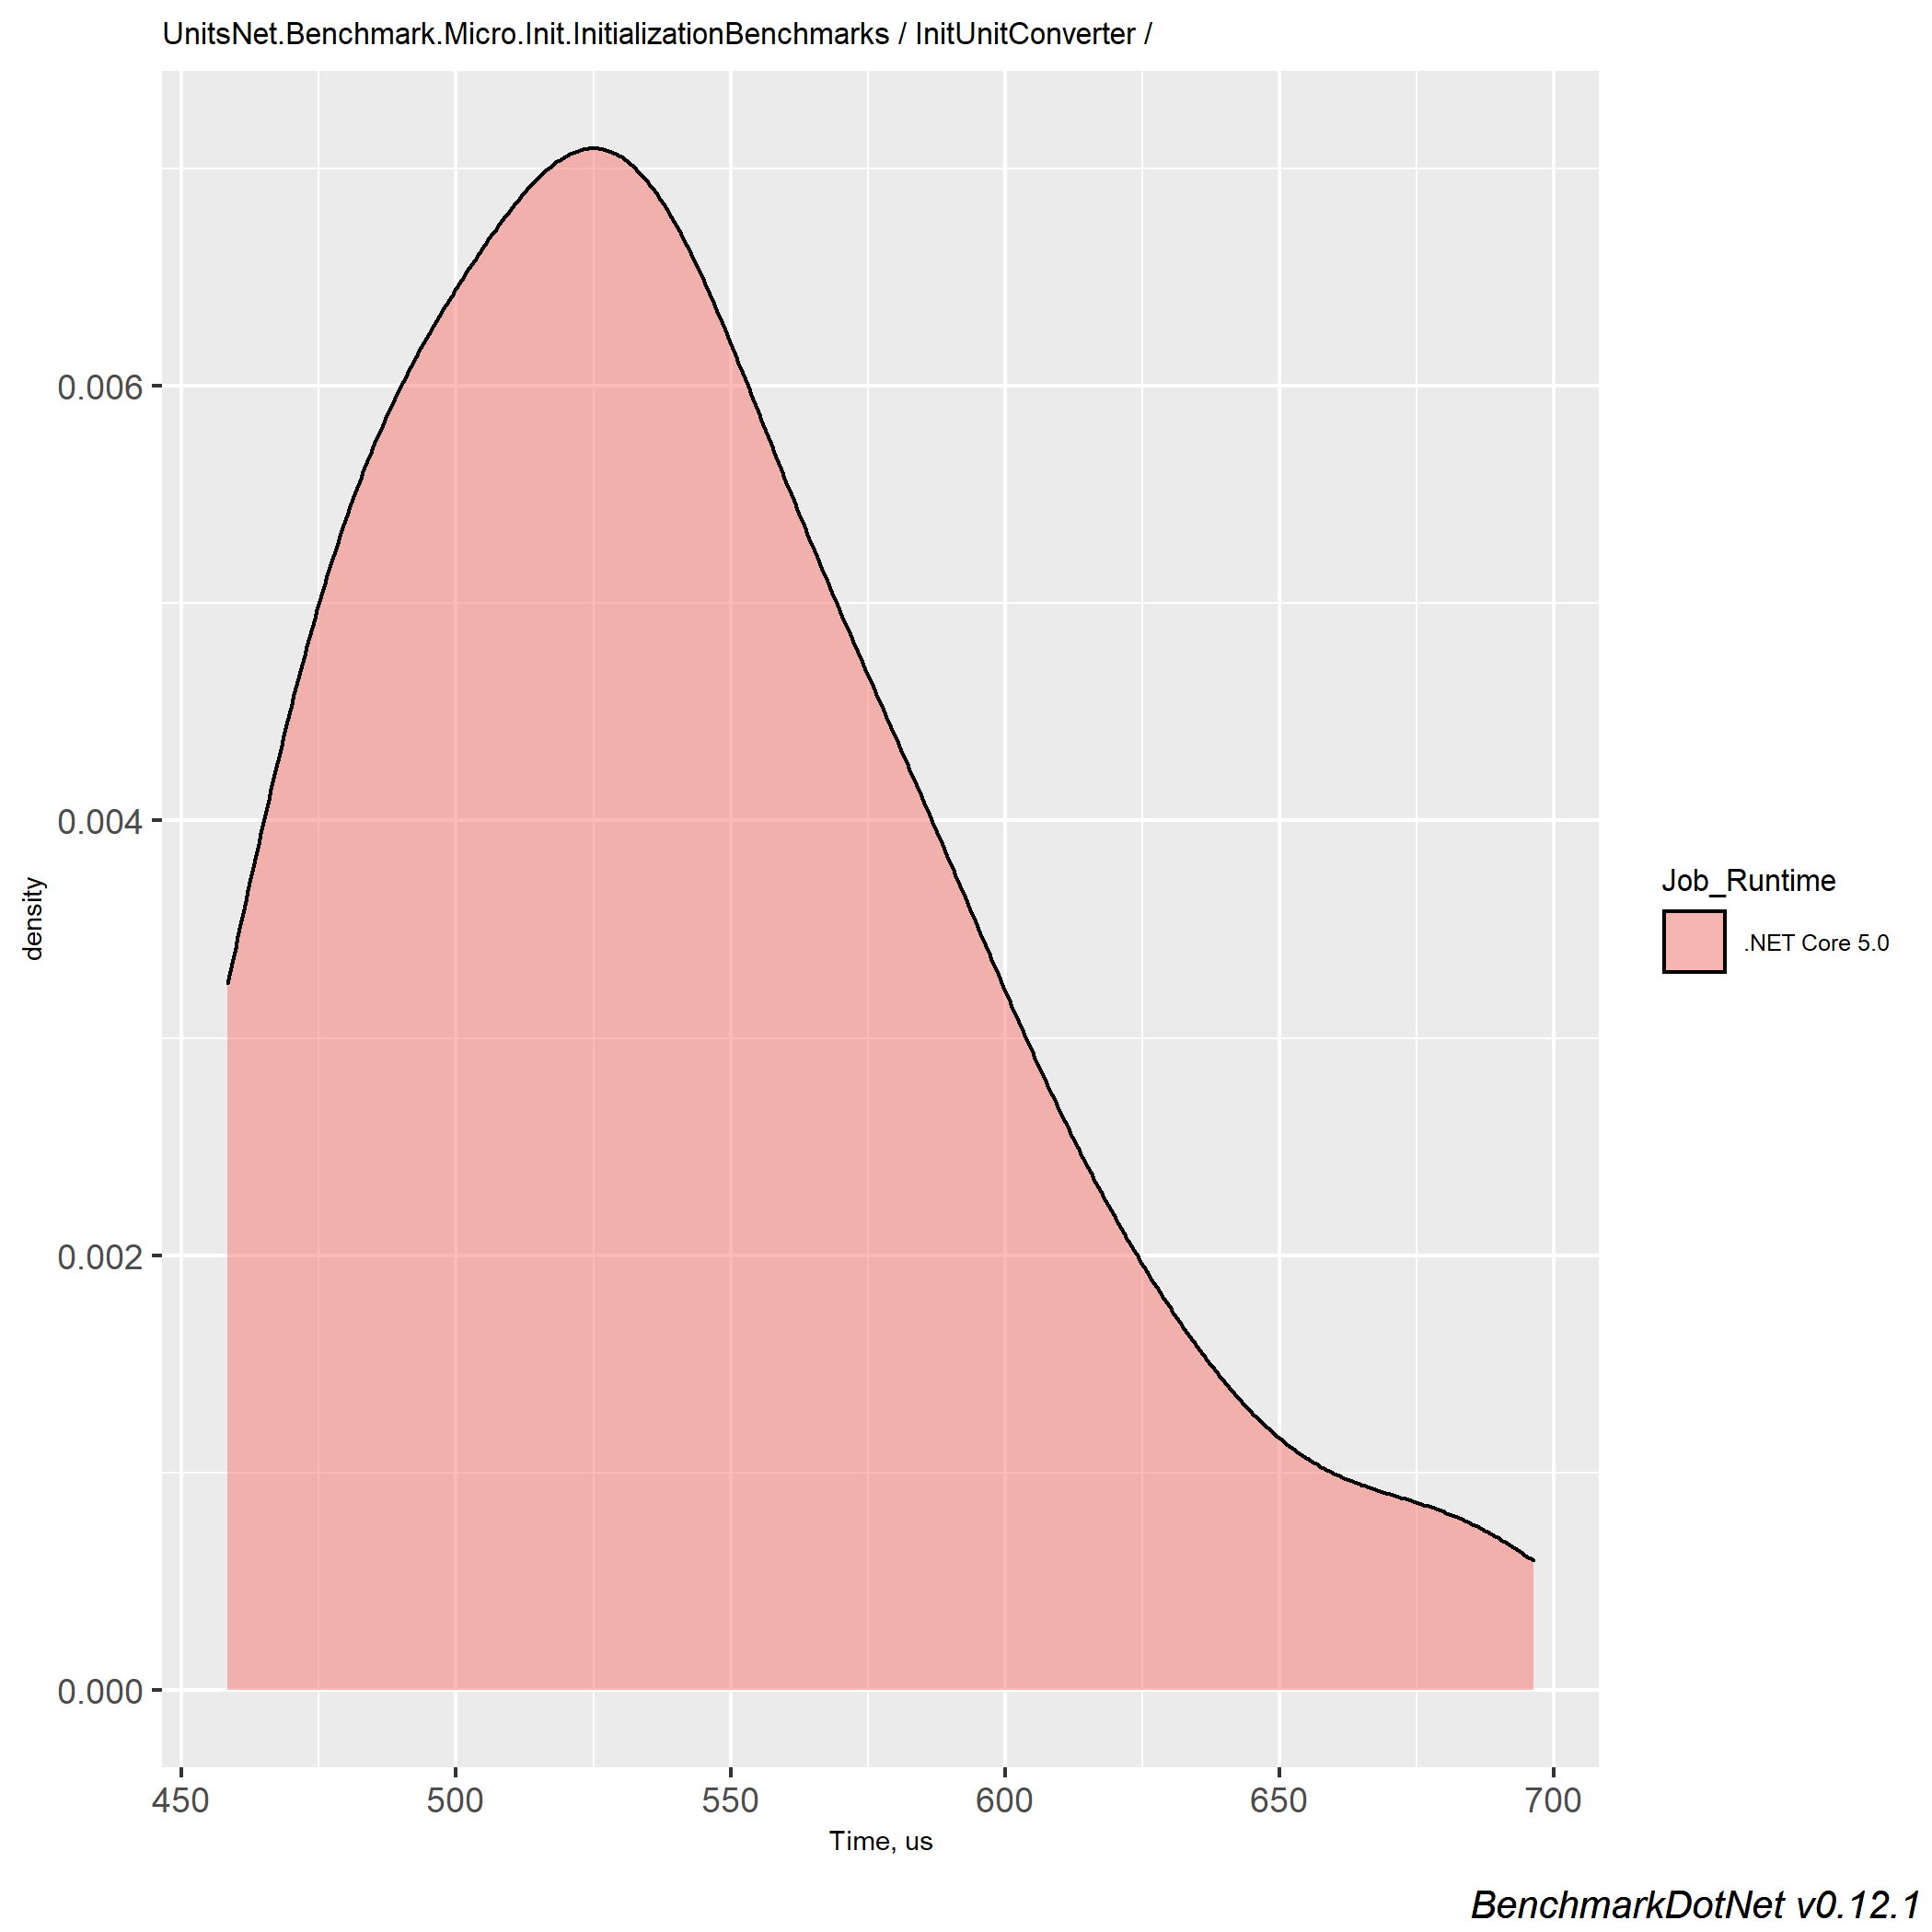 UnitsNet.Benchmark.Micro.Init.InitializationBenchmarks / InitUnitConverter /
0.006
0.004
0.002
0.000
density
450 500 550 600 650 700
Time, us
Job_Runtime
.NET Core 5.0
BenchmarkDotNet v0.12.1